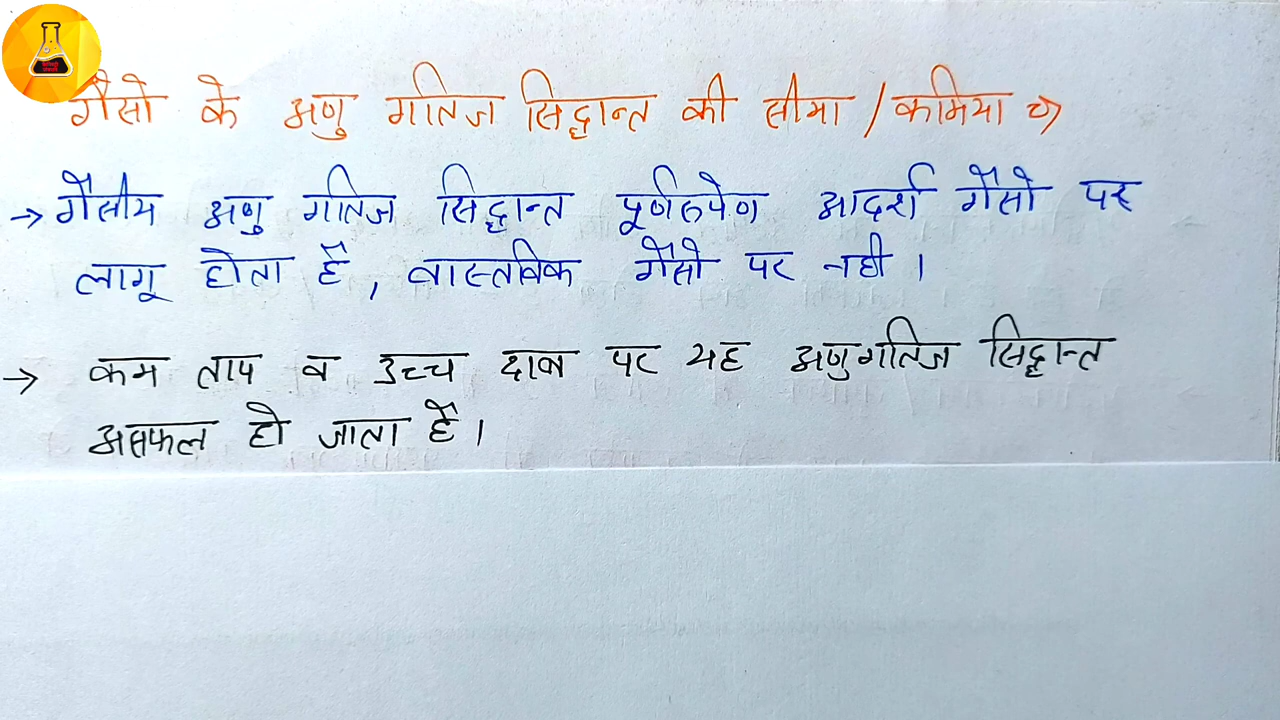 गैसो के अणु गतिज सिद्धान्त की सीमा / कमिया ⇒
→ गैसीय अणु गतिज सिद्धान्त पूर्णरुपेण आदर्श गैसो पर
लागू होता है, वास्तविक गैसो पर नही ।
→ कम ताप व उच्च दाब पर यह अणुगतिज सिद्धान्त
असफल हो जाता है ।